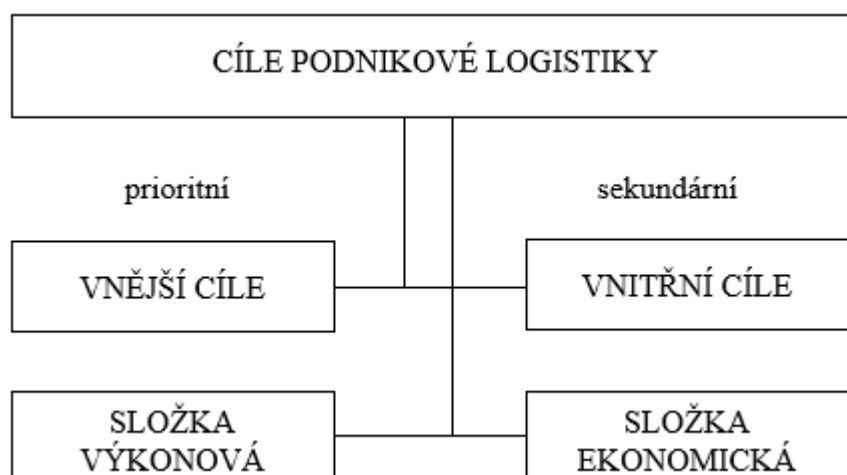 CÍLE PODNIKOVÉ LOGISTIKY
prioritní
sekundární
VNĚJŠÍ CÍLE
VNITŘNÍ CÍLE
SLOŽKA
VÝKONOVÁ
SLOŽKA
EKONOMICKÁ